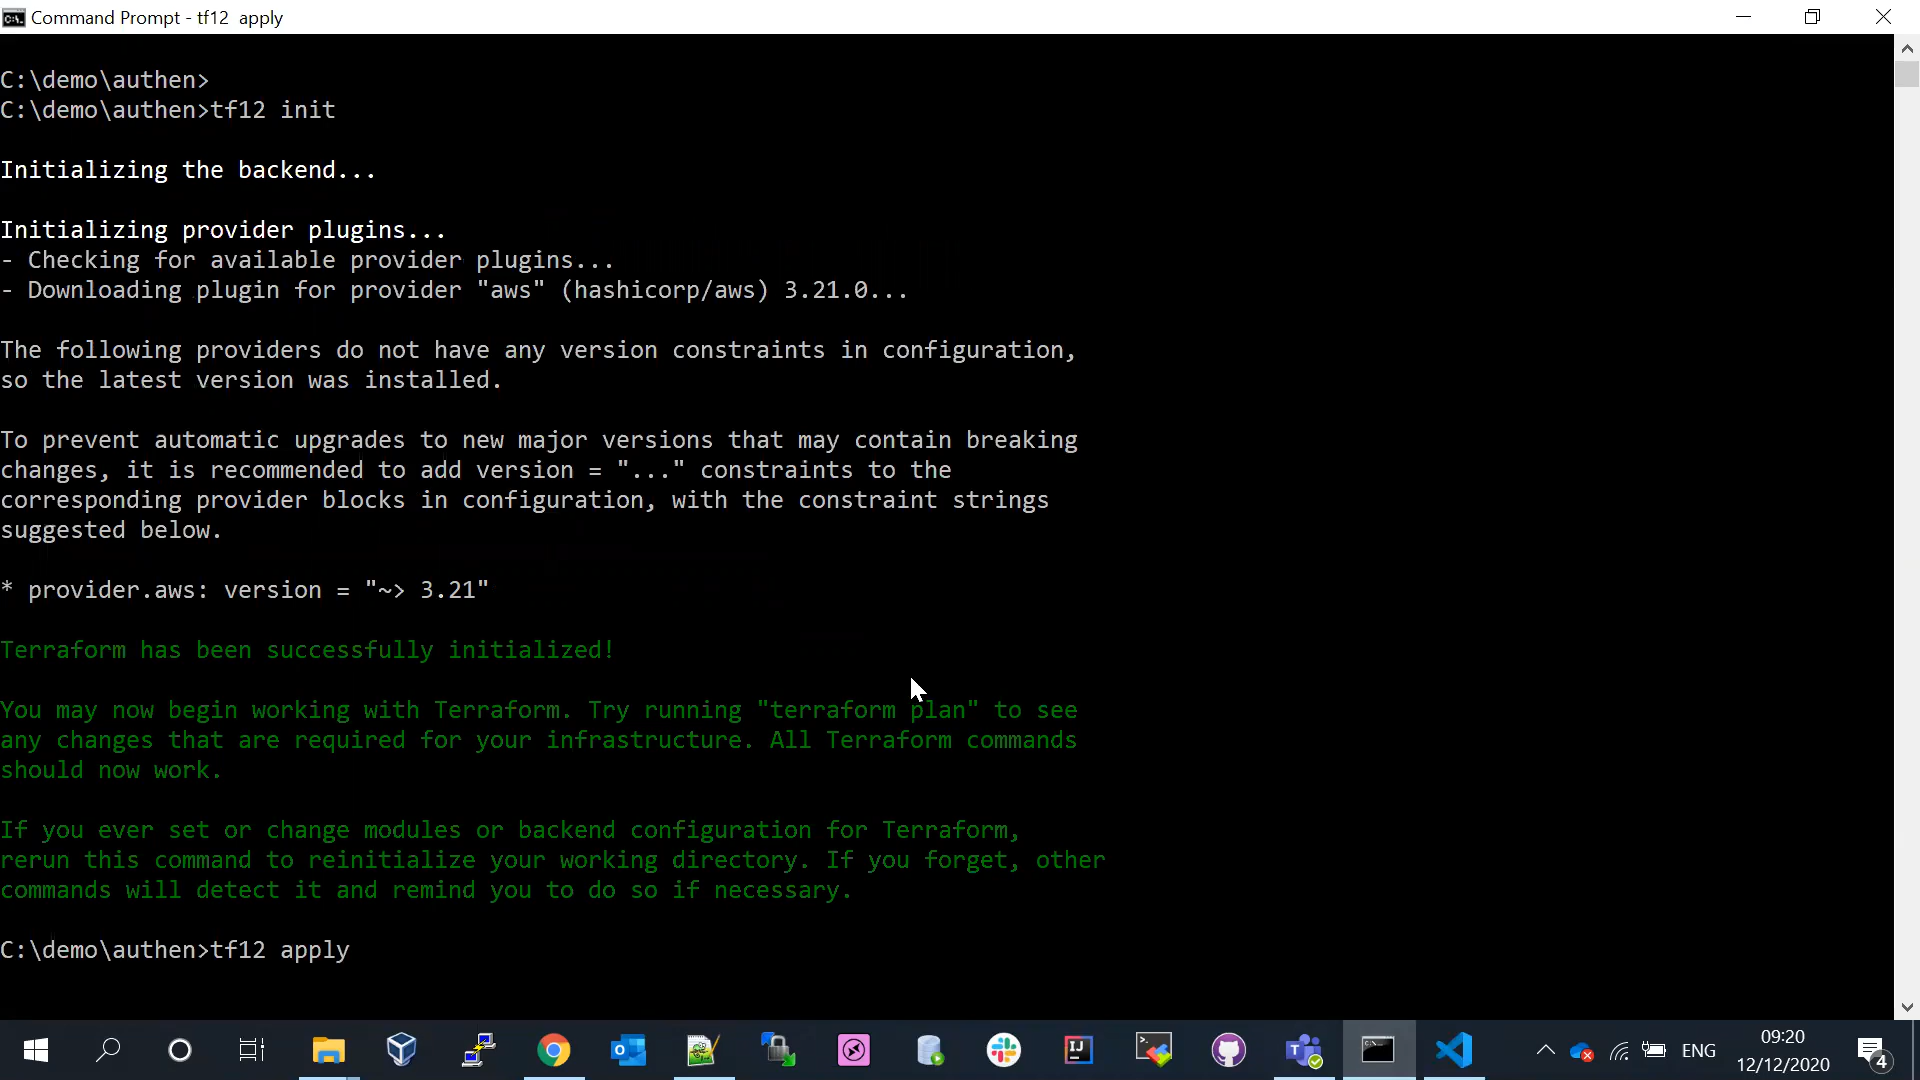 Command Prompt - tf12  apply
C:\demo\authen>
C:\demo\authen>tf12 init
Initializing the backend...
Initializing provider plugins...
- Checking for available provider plugins...
- Downloading plugin for provider "aws" (hashicorp/aws) 3.21.0...
The following providers do not have any version constraints in configuration,
so the latest version was installed.
To prevent automatic upgrades to new major versions that may contain breaking
changes, it is recommended to add version = "..." constraints to the
corresponding provider blocks in configuration, with the constraint strings
suggested below.
* provider.aws: version = "~> 3.21"
Terraform has been successfully initialized!
You may now begin working with Terraform. Try running "terraform plan" to see
any changes that are required for your infrastructure. All Terraform commands
should now work.
If you ever set or change modules or backend configuration for Terraform,
rerun this command to reinitialize your working directory. If you forget, other
commands will detect it and remind you to do so if necessary.
C:\demo\authen>tf12 apply
ENG
09:20
12/12/2020
4